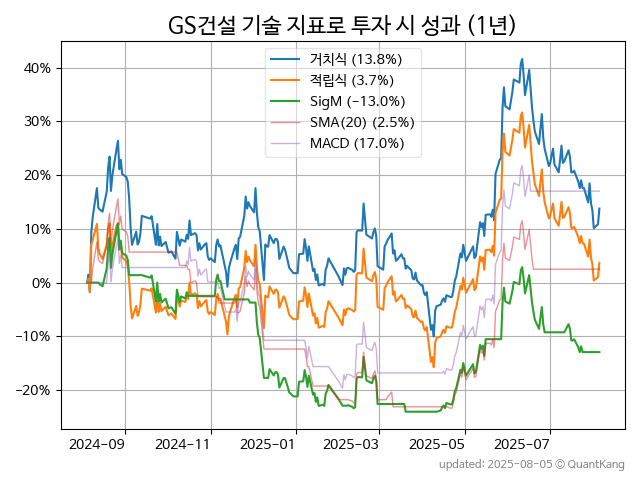 GS건설 기술 지표로 투자 시 성과 (1년)
거치식 (13.8%)
적립식 (3.7%)
SigM (−13.0%)
SMA(20) (2.5%)
MACD (17.0%)
40%
30%
20%
10%
0%
−10%
−20%
2024-09
2024-11
2025-01
2025-03
2025-05
2025-07
updated: 2025-08-05 ⓒ QuantKang